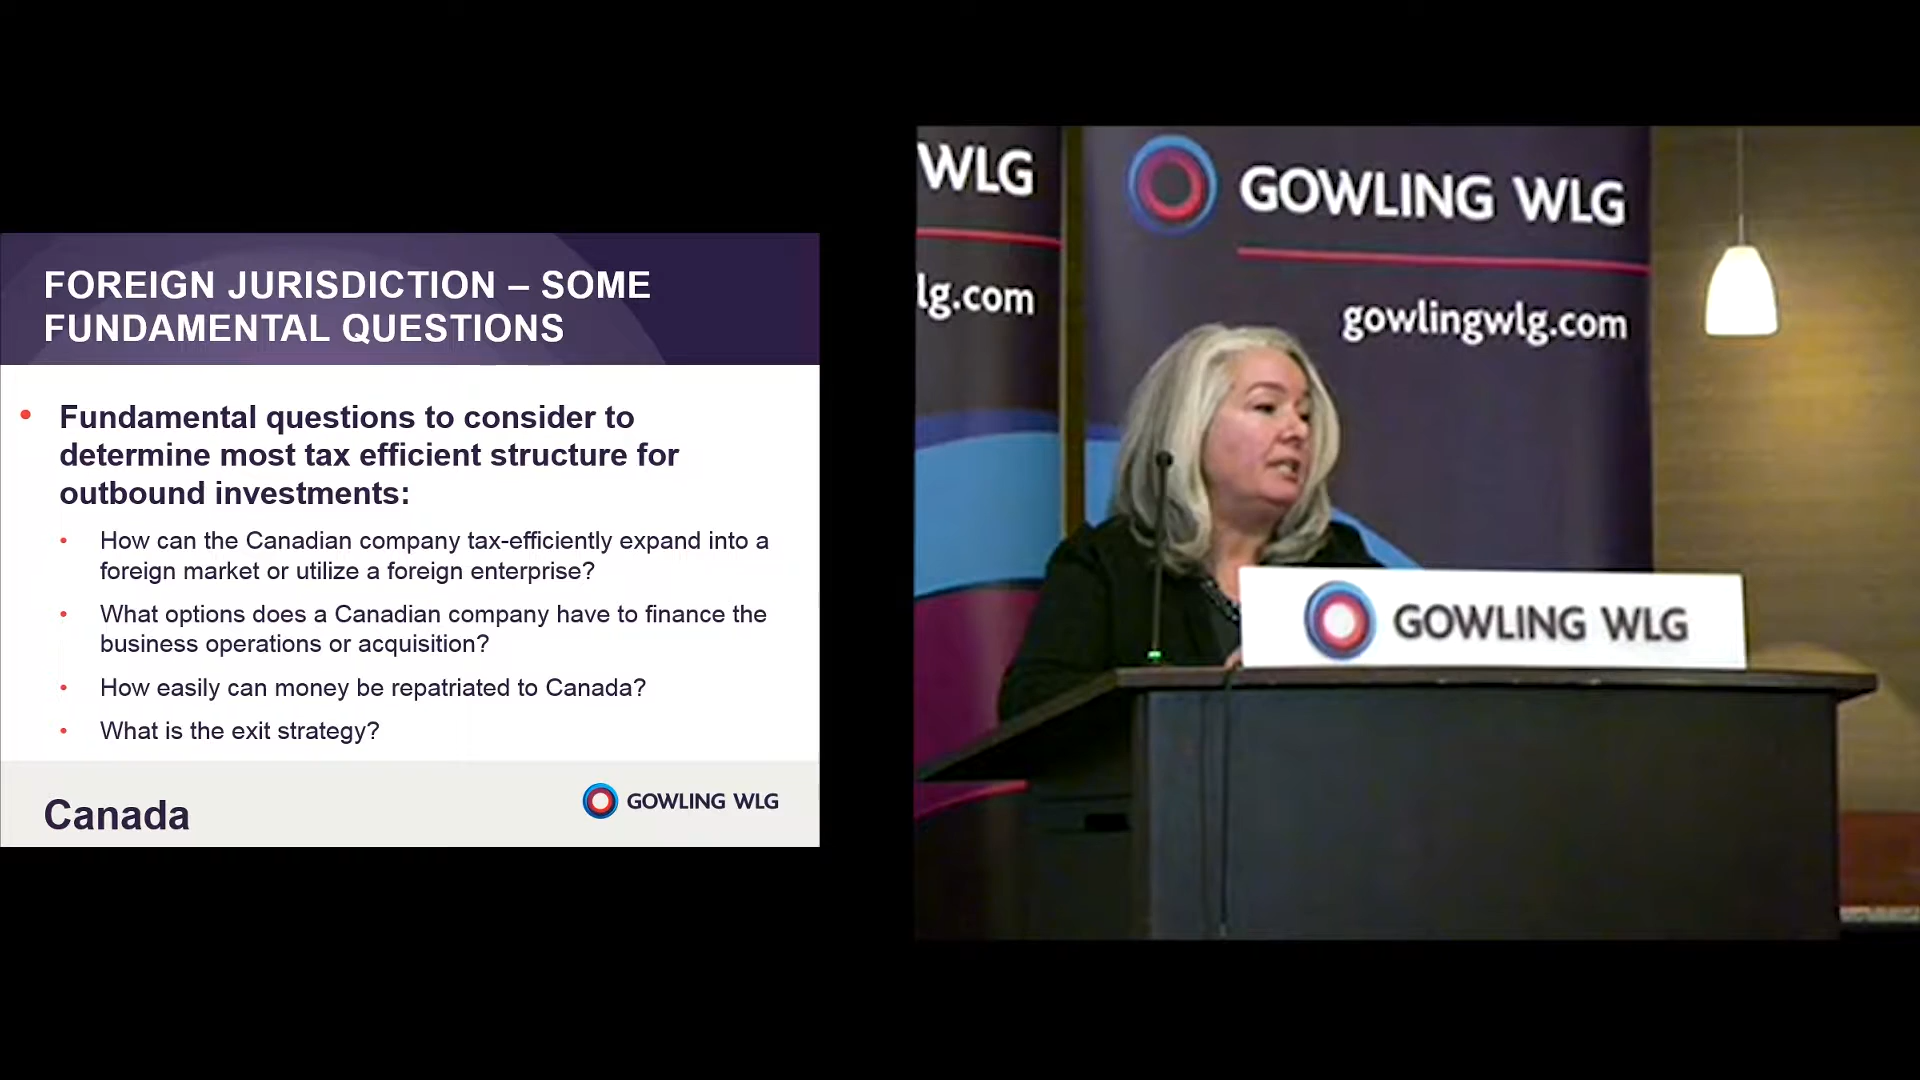 FOREIGN JURISDICTION – SOME
FUNDAMENTAL QUESTIONS
• Fundamental questions to consider to
determine most tax efficient structure for
outbound investments:
• How can the Canadian company tax-efficiently expand into a
foreign market or utilize a foreign enterprise?
• What options does a Canadian company have to finance the
business operations or acquisition?
• How easily can money be repatriated to Canada?
• What is the exit strategy?
Canada
GOWLING WLG
WLG
lg.com
GOWLING WLG
gowlingwlg.com
GOWLING WLG